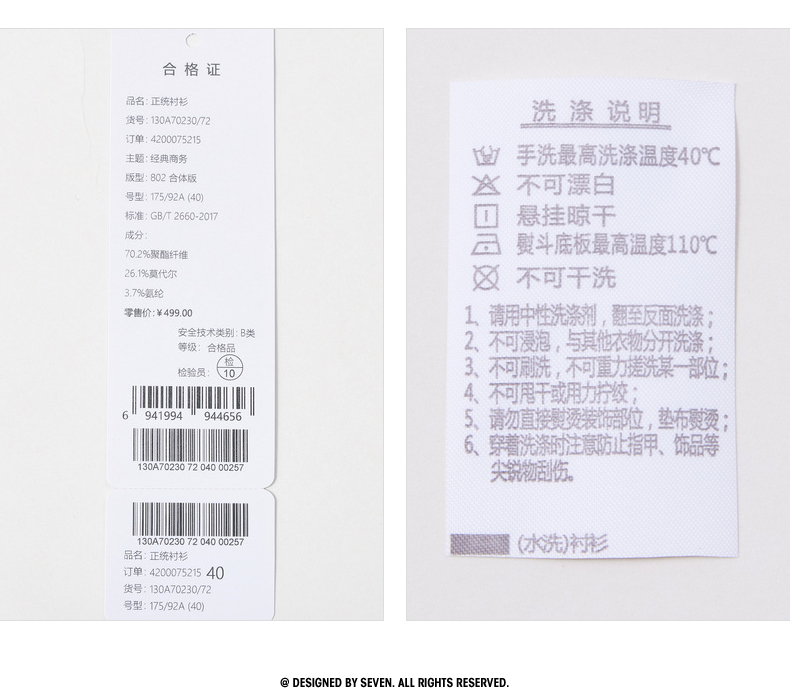 合格证
品名: 正统衬衫
货号: 130A70230/72
订单: 4200075215
主题: 经典商务
版型: 802 合体版
号型: 175/92A (40)
标准: GB/T 2660-2017
成分:
70.2%聚酯纤维
26.1%莫代尔
3.7%氨纶
零售价: ¥499.00
安全技术类别: B类
等级: 合格品
检验员: 检 10
6 941994 944656
130A70230 72 040 00257
130A70230 72 040 00257
品名: 正统衬衫
订单: 4200075215 40
货号: 130A70230/72
号型: 175/92A (40)
洗涤说明
手洗最高洗涤温度40℃
不可漂白
悬挂晾干
熨斗底板最高温度110℃
不可干洗
1、请用中性洗涤剂，翻至反面洗涤；
2、不可浸泡，与其他衣物分开洗涤；
3、不可刷洗，不可重力搓洗某一部位；
4、不可甩干或用力拧绞；
5、请勿直接熨烫装饰部位，垫布熨烫；
6、穿着洗涤时注意防止指甲、饰品等
尖锐物刮伤。
(水洗)衬衫
@ DESIGNED BY SEVEN. ALL RIGHTS RESERVED.